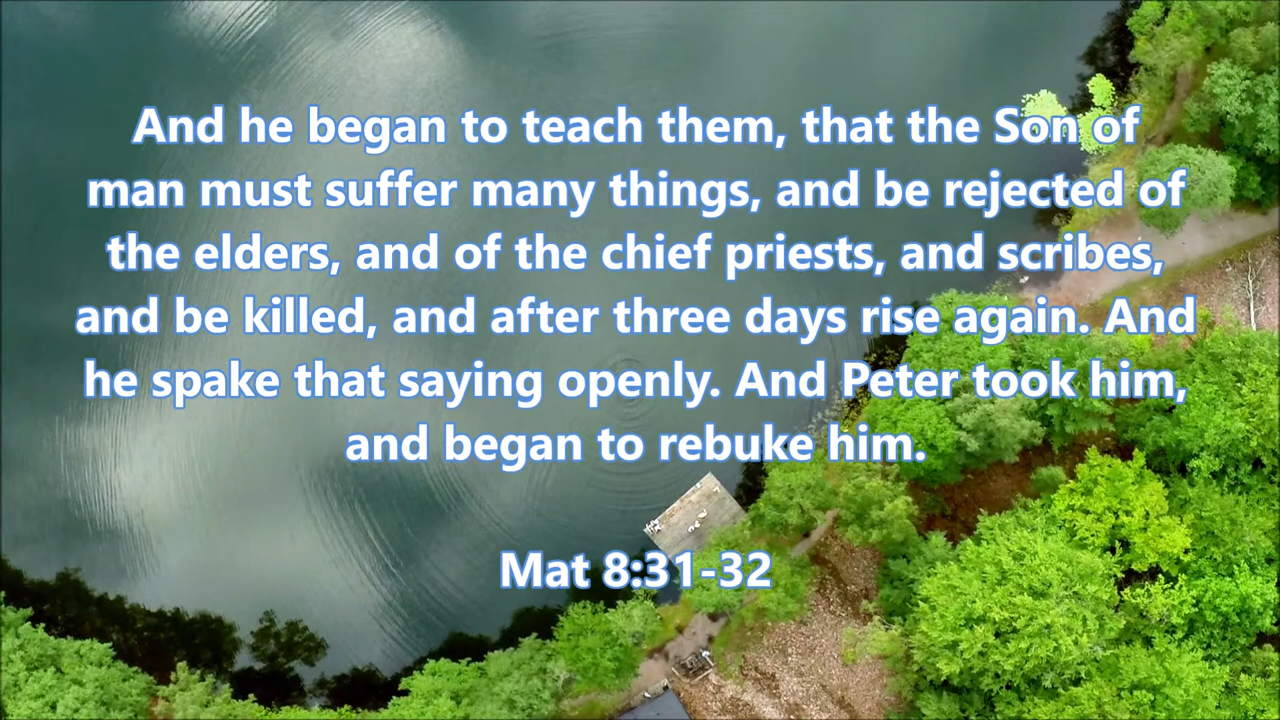 And he began to teach them, that the Son of
man must suffer many things, and be rejected of
the elders, and of the chief priests, and scribes,
and be killed, and after three days rise again. And
he spake that saying openly. And Peter took him,
and began to rebuke him.
Mat 8:31-32